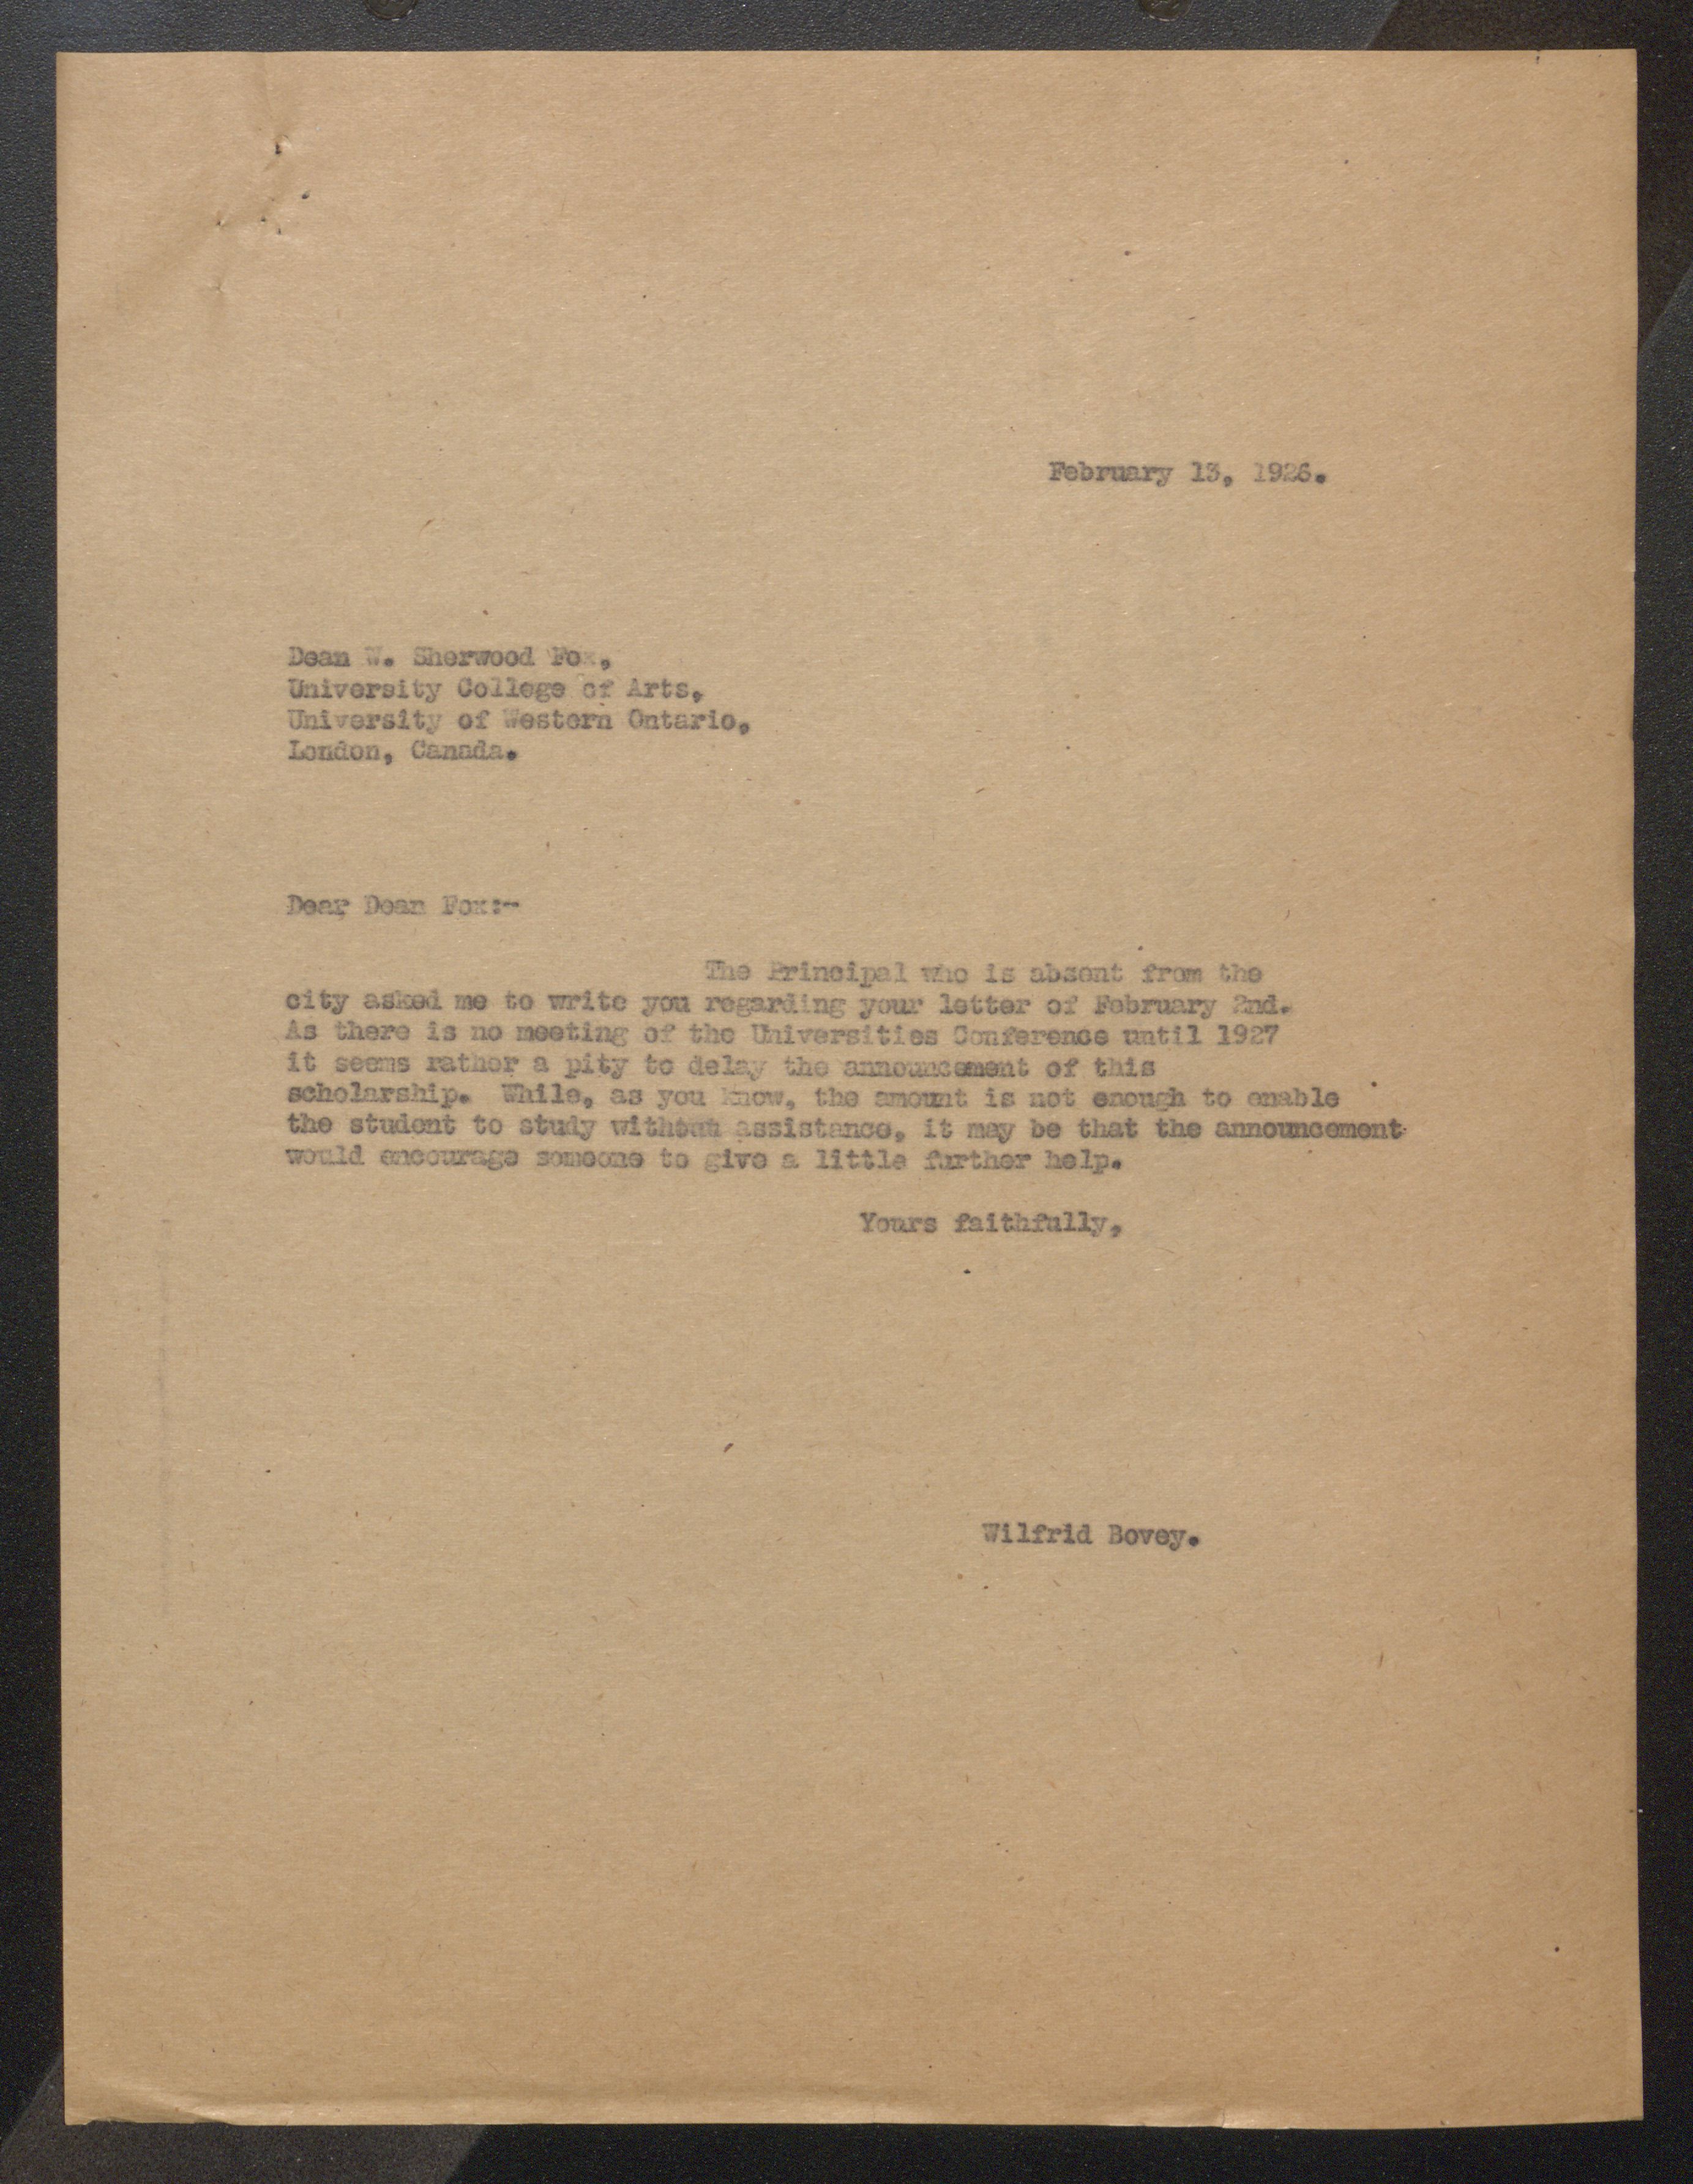 February 13, 1926.
Dean W. Sherwood Fox,
University College of Arts,
University of Western Ontario,
London, Canada.
Dear Dean Fox:-
The Principal who is absent from the
city asked me to write you regarding your letter of February 2nd.
As there is no meeting of the Universities Conference until 1927
it seems rather a pity to delay the announcement of this
scholarship. While, as you know, the amount is not enough to enable
the student to study without assistance, it may be that the announcement
would encourage someone to give a little further help.
Yours faithfully,
Wilfrid Bovey.